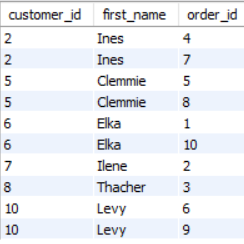 customer_id first_name order_id
2 Ines 4
2 Ines 7
5 Clemmie 5
5 Clemmie 8
6 Elka 1
6 Elka 10
7 Ilene 2
8 Thacher 3
10 Levy 6
10 Levy 9